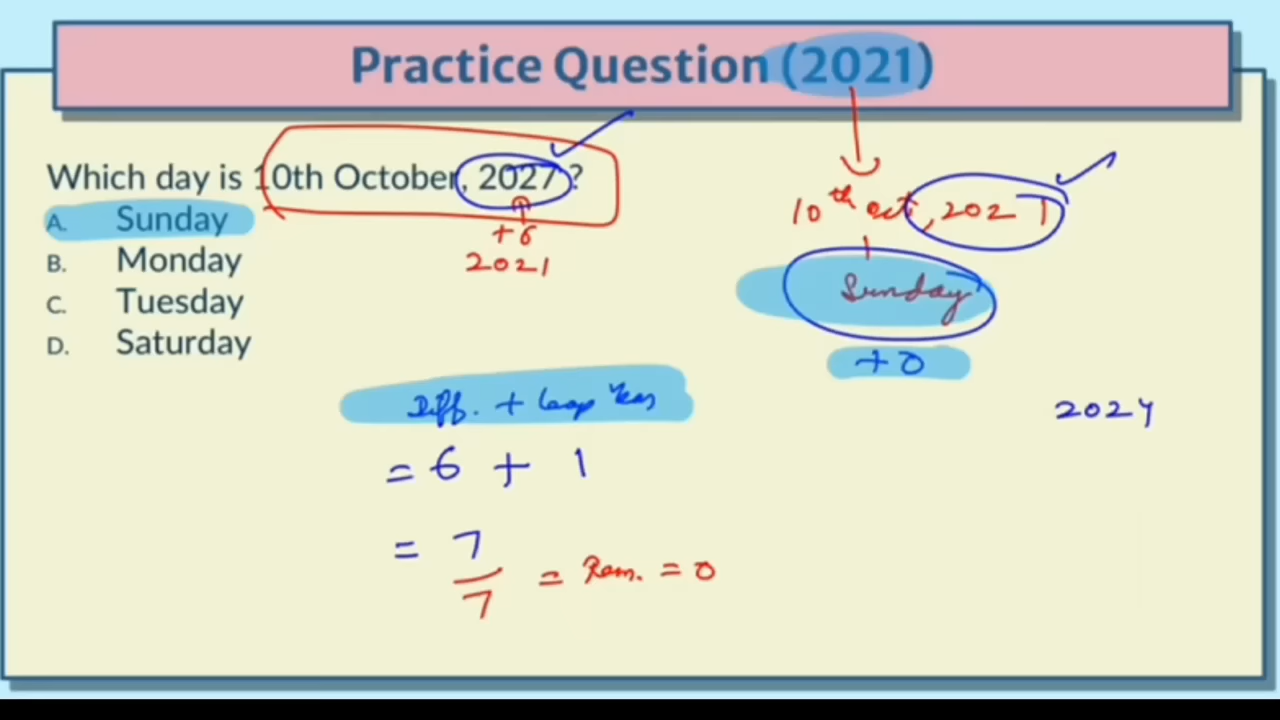 Practice Question (2021)
Which day is 10th October, 2027 ?
A. Sunday
B. Monday
C. Tuesday
D. Saturday
+6
2021
10th oct, 2021
Sunday
+0
2024
Diff. + Leap Year
= 6 + 1
= 7
7 = Rem. = 0